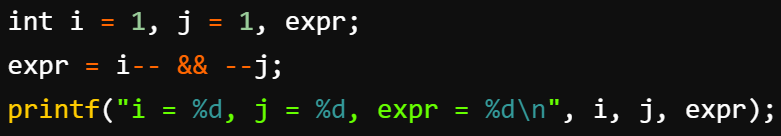 int i = 1, j = 1, expr;
expr = i-- && --j;
printf("i = %d, j = %d, expr = %d\n", i, j, expr);